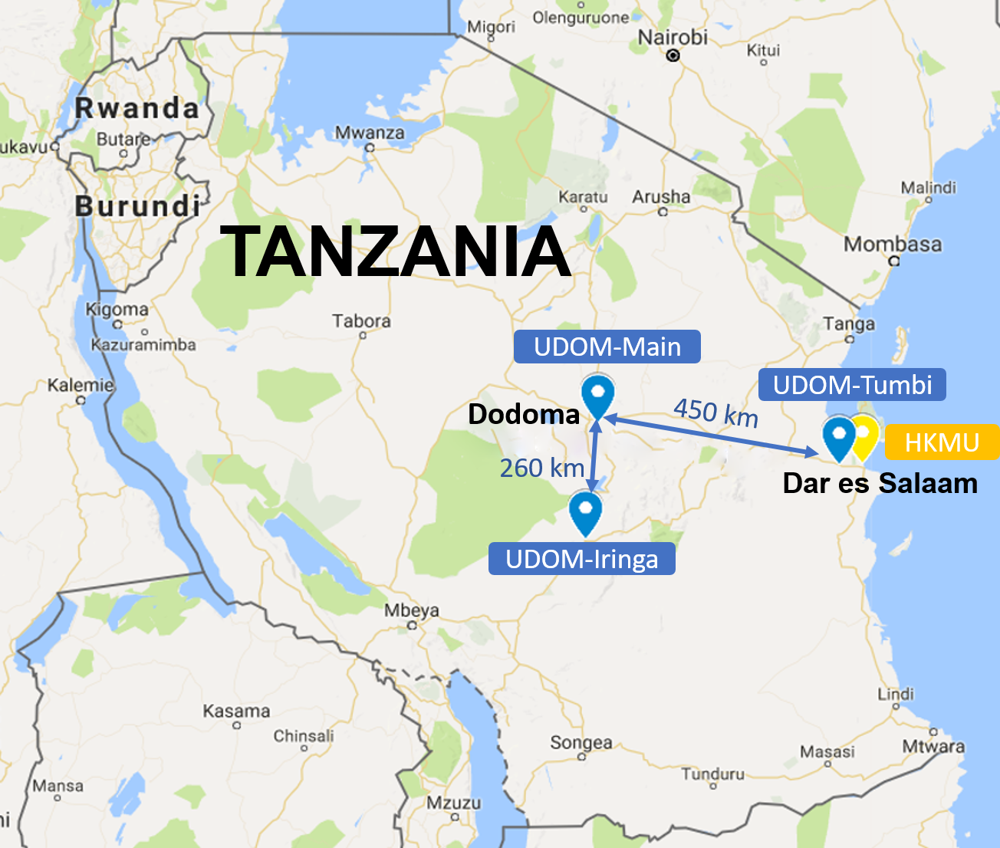 Olenguruone
Migori
Nairobi
Kitui
Rwanda
ukavu
Butare
Mwanza
Karatu
Arusha
Malindi
Burundi
TANZANIA
Mombasa
Kigoma
Tabora
Tanga
Kazuramimba
UDOM-Main
Kalemie
UDOM-Tumbi
Dodoma
450 km
HKMU
260 km
Dar es Salaam
UDOM-Iringa
Mbeya
Lindi
Kasama
Chinsali
Songea
Masasi
Mtwara
Tunduru
Mansa
Mzuzu
ni